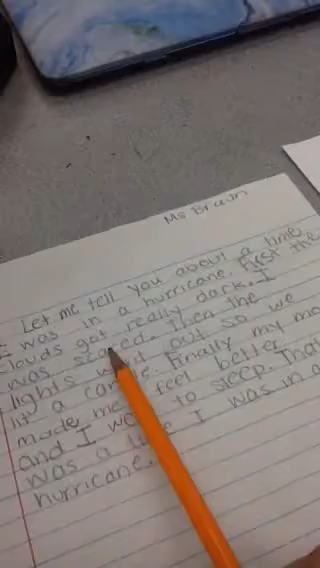 Ms Braun
Let me tell you about a time
I was in a hurricane. First the
clouds got really dark. I
was scared. Then the
lights went out so we
lit a candle. Finally my mom
made me feel better
and I went to sleep. That
was a time I was in a
hurricane.